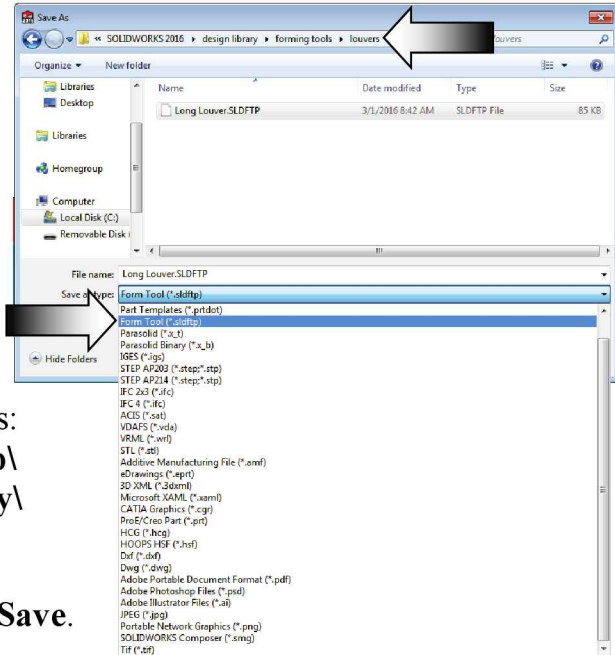 Save As
« SOLIDWORKS 2016 ▸ design library ▸ forming tools ▸ louvers
Organize New folder
Libraries
Desktop
Libraries
Homegroup
Computer
Local Disk (C:)
Removable Disk
Name Date modified Type Size
Long Louver.SLDFTP 3/1/2016 8:42 AM SLDFTP File 85 KB
File name: Long Louver.SLDFTP
Save as type: Form Tool (*.sldftp)
Part Templates (*.prtdot)
Form Tool (*.sldftp)
Parasolid (*.x_t)
Parasolid Binary (*.x_b)
IGES (*.igs)
STEP AP203 (*.step;*.stp)
STEP AP214 (*.step;*.stp)
IFC 2x3 (*.ifc)
IFC 4 (*.ifc)
ACIS (*.sat)
VDAFS (*.vda)
VRML (*.wrl)
STL (*.stl)
Additive Manufacturing File (*.amf)
eDrawings (*.eprt)
3D XML (*.3dxml)
Microsoft XAML (*.xaml)
CATIA Graphics (*.cgr)
ProE/Creo Part (*.prt)
HCG (*.hcg)
HOOPS HSF (*.hsf)
Dxf (*.dxf)
Dwg (*.dwg)
Adobe Portable Document Format (*.pdf)
Adobe Photoshop Files (*.psd)
Adobe Illustrator Files (*.ai)
JPEG (*.jpg)
Portable Network Graphics (*.png)
SOLIDWORKS Composer (*.smg)
Tif (*.tif)
Hide Folders
s:
\
y\
Save.